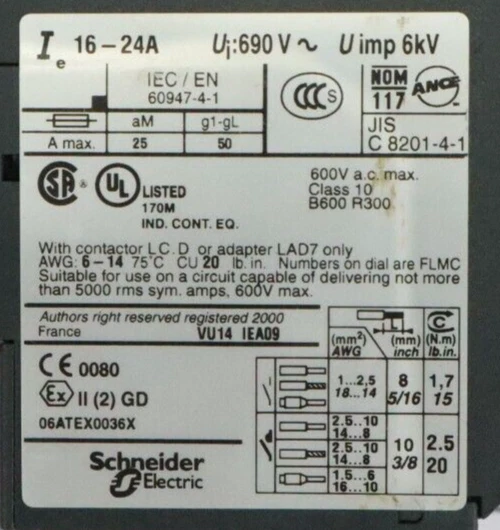 Ie 16-24A Ui:690 V ~ U imp 6kV
IEC / EN
60947-4-1
aM g1-gL
A max. 25 50
CCC S
NOM
117
ANCE
JIS
C 8201-4-1
SA ® UL LISTED
170M
IND. CONT. EQ.
600V a.c. max.
Class 10
B600 R300
With contactor LC.D or adapter LAD7 only
AWG: 6-14 75°C CU 20 lb.in. Numbers on dial are FLMC
Suitable for use on a circuit capable of delivering not more
than 5000 rms sym. amps, 600V max.
Authors right reserved registered 2000
France VU14 IEA09
CE 0080
Ex II (2) GD
06ATEX0036X
Schneider
Electric
L C
(mm²) (mm) (N.m)
AWG inch lb.in.
1...2,5 8 1,7
18...14 5/16 15
2.5..10
14...8
2.5..10 10 2.5
14...8 3/8 20
1.5...6
16...10